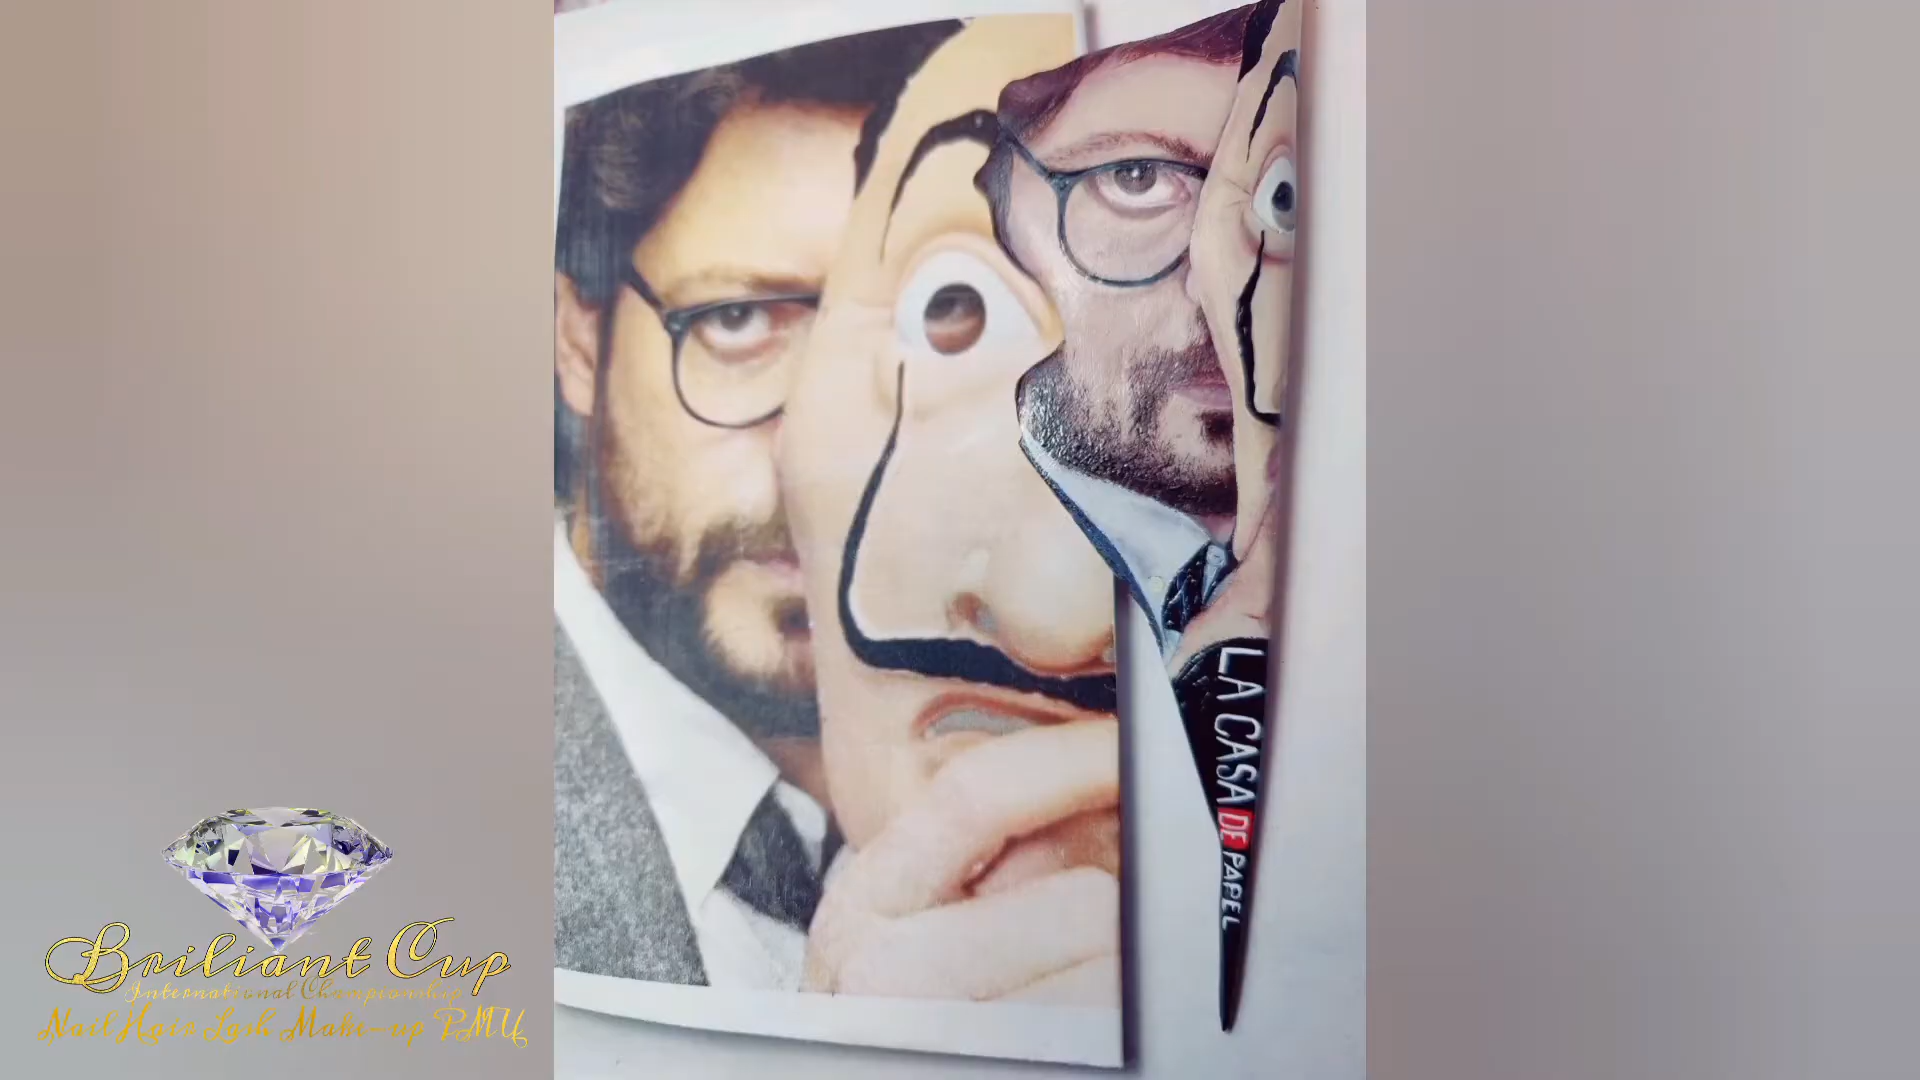 LA CASA DE PAPEL
Briliant Cup
International Championship
Nail Hair Lash Make-up PMU